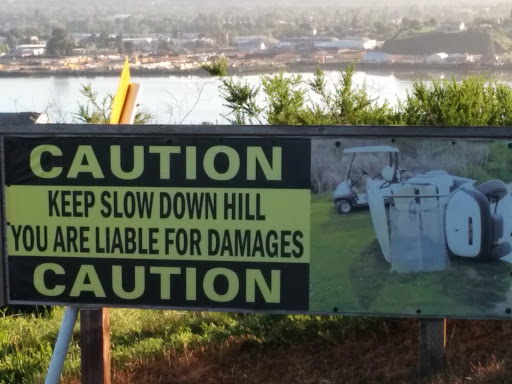 CAUTION
KEEP SLOW DOWN HILL
YOU ARE LIABLE FOR DAMAGES
CAUTION